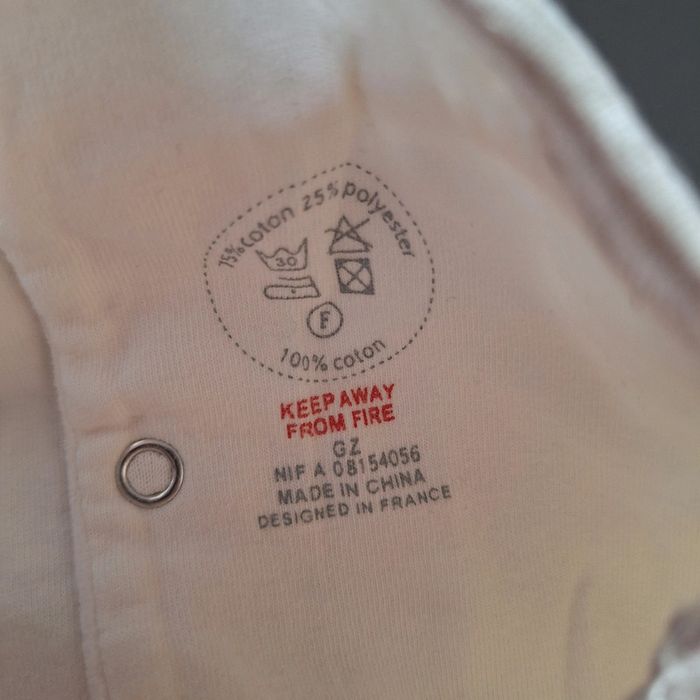 75% coton 25% polyester
30
F
100% coton
KEEP AWAY
FROM FIRE
GZ
NIF A 08154056
MADE IN CHINA
DESIGNED IN FRANCE